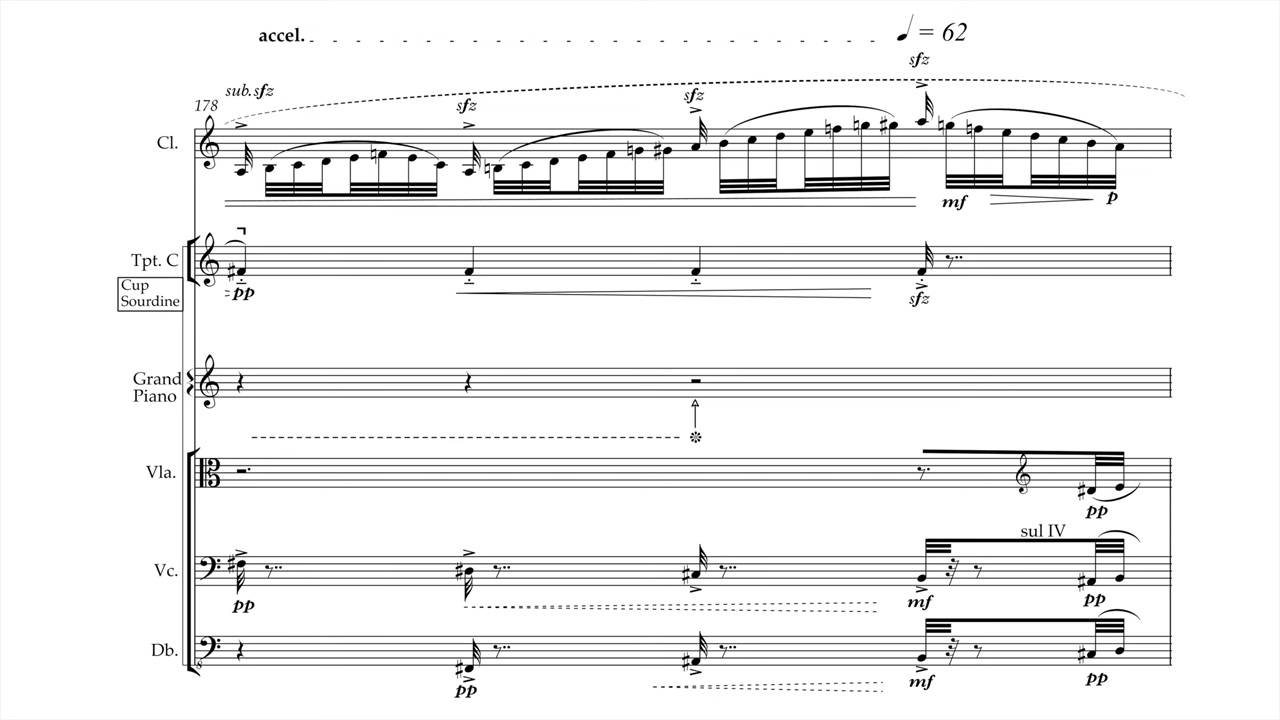 accel. ♩ = 62
sfz
sub. sfz
sfz
sfz
178
Cl.
mf
p
Tpt. C
Cup
Sourdine
pp
sfz
Grand
Piano
Vla.
pp
sul IV
Vc.
pp
mf
pp
Db.
8
pp
mf
pp